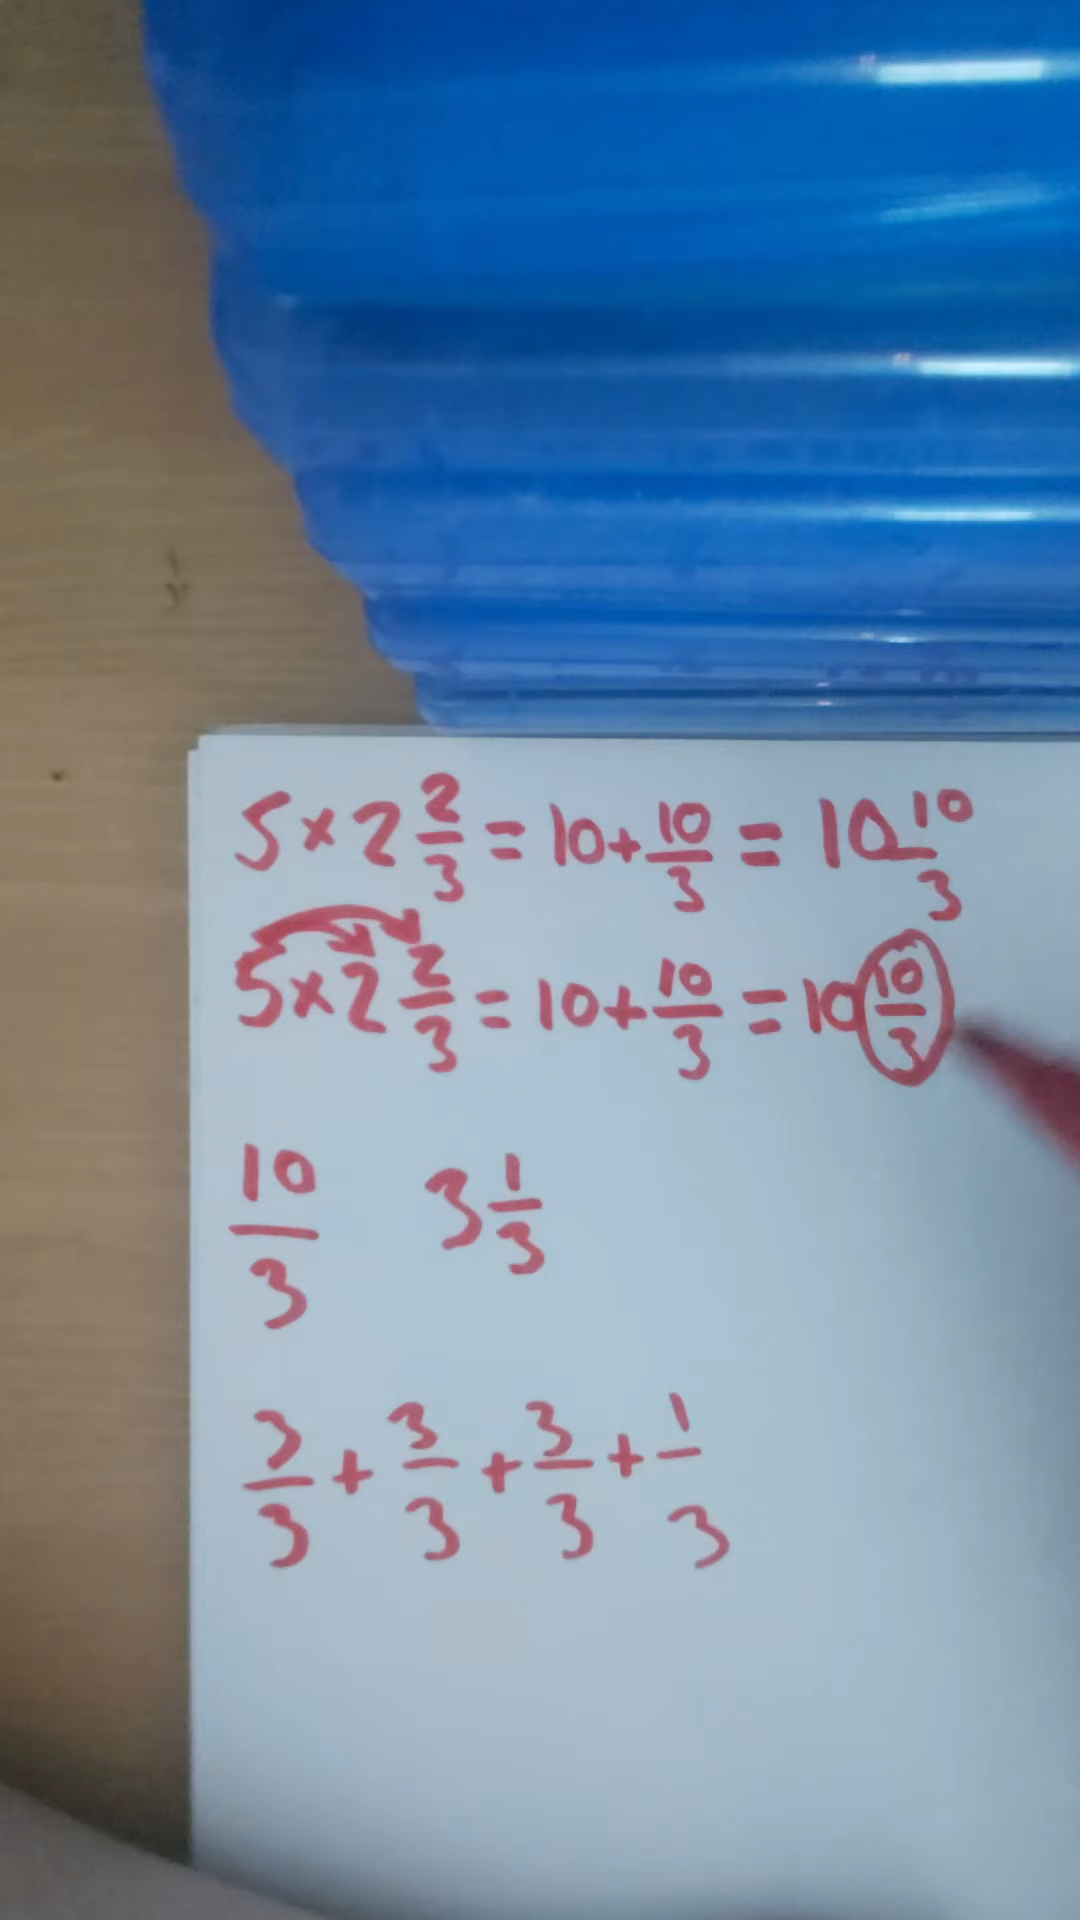 5 × 2 2/3 = 10 + 10/3 = 10 10/3
5 × 2 2/3 = 10 + 10/3 = 10 10/3
10/3 3 1/3
3/3 + 3/3 + 3/3 + 1/3